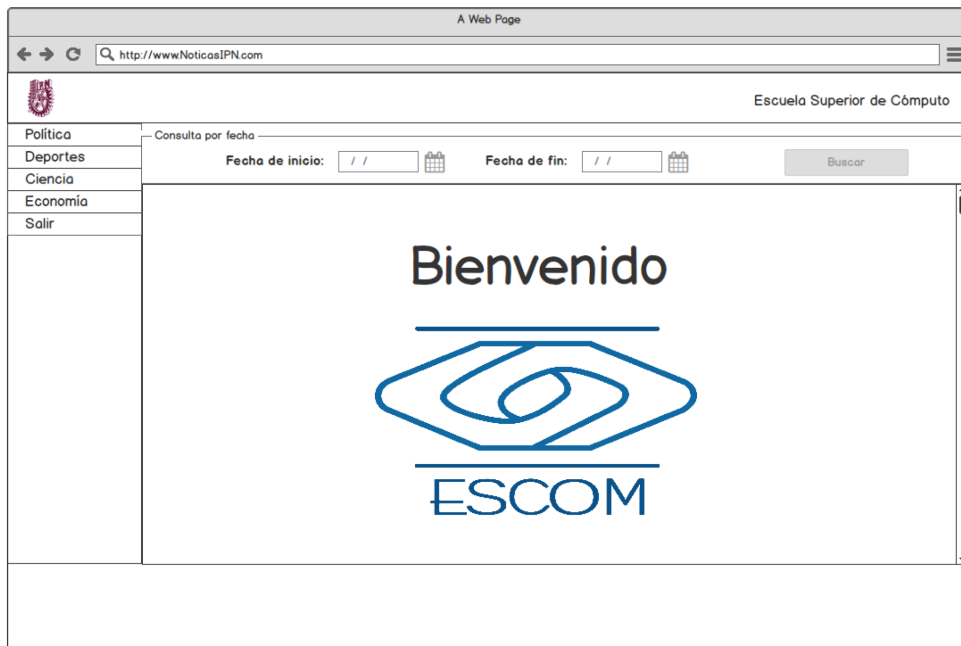 A Web Page
http://www.NoticasIPN.com
IPN
Escuela Superior de Cómputo
Política
Deportes
Ciencia
Economía
Salir
Consulta por fecha
Fecha de inicio: / / Fecha de fin: / / Buscar
Bienvenido
ESCOM